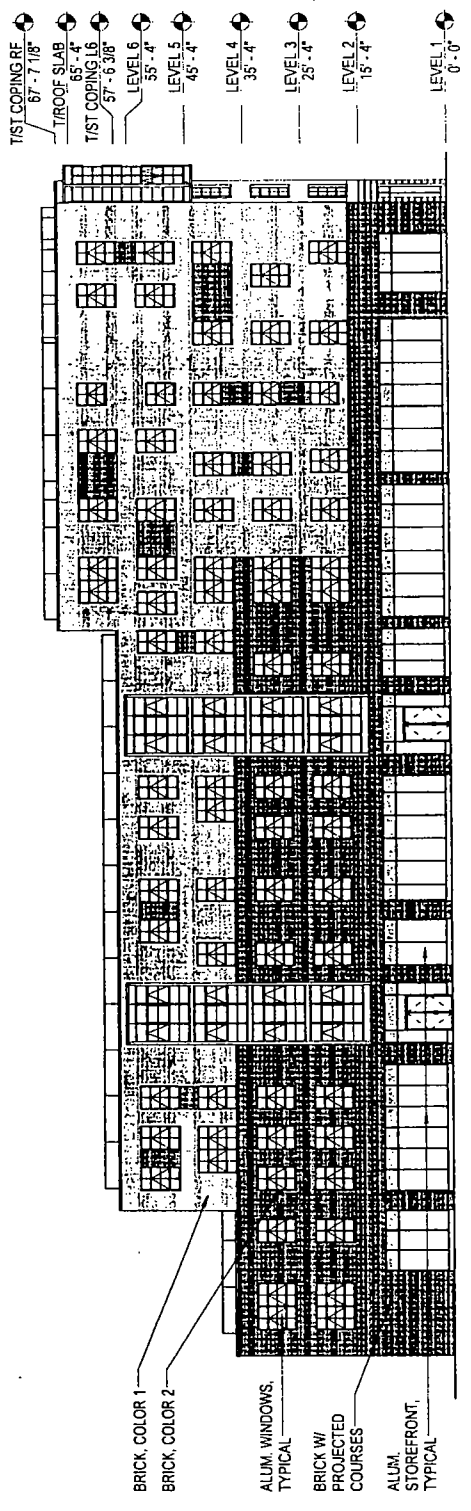 T/ST COPING RF
67' - 7 1/8"
T/ROOF SLAB
65' - 4"
T/ST COPING L6
57' - 6 3/8"
LEVEL 6
55' - 4"
LEVEL 5
45' - 4"
LEVEL 4
35' - 4"
LEVEL 3
25' - 4"
LEVEL 2
15' - 4"
LEVEL 1
0' - 0"
BRICK, COLOR 1
BRICK, COLOR 2
ALUM. WINDOWS,
TYPICAL
BRICK W/
PROJECTED
COURSES
ALUM.
STOREFRONT,
TYPICAL